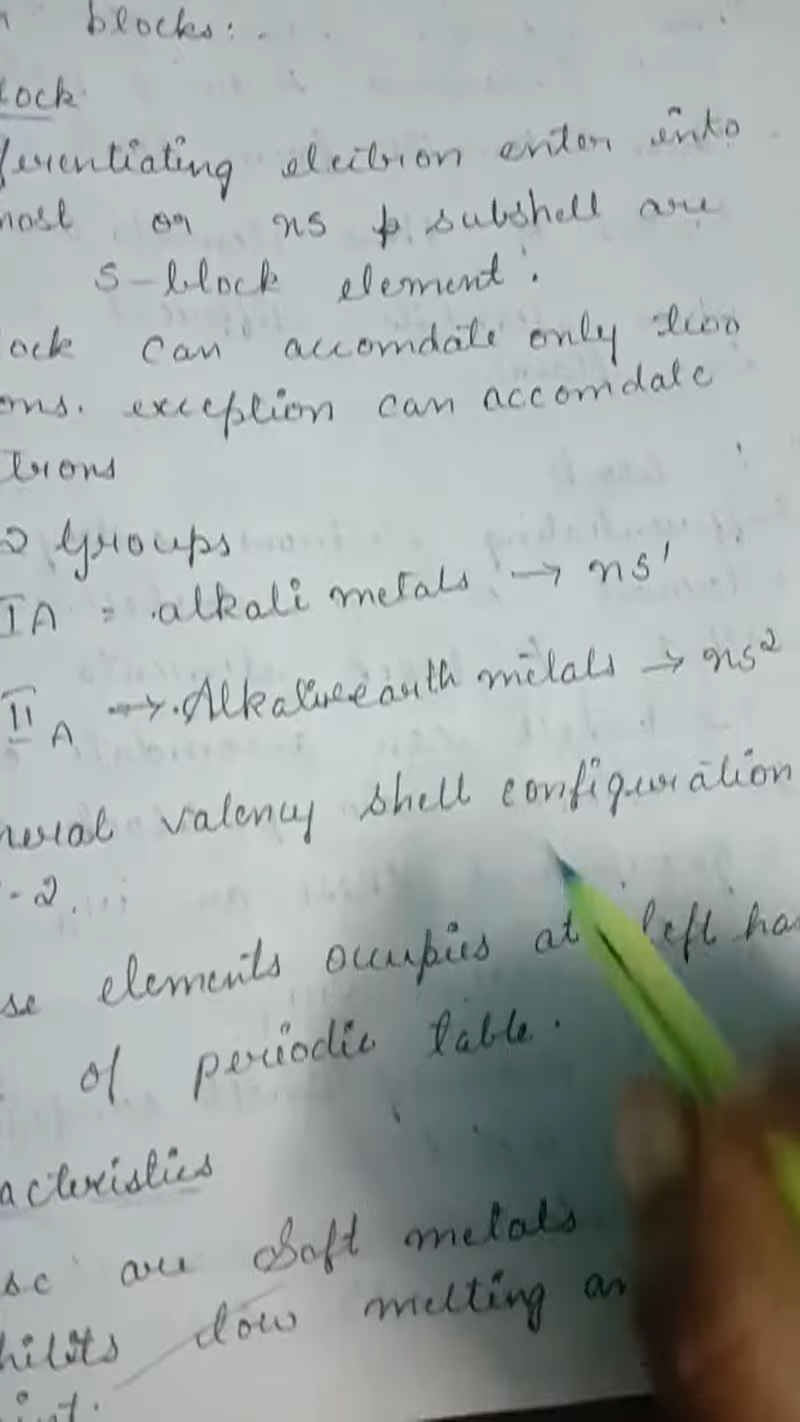 blocks:
lock
ferentiating electron enter into
most or ns subshell are
s-block element.
ock can accomdate only two
ons. exception can accomdate
trons
2 Groups
IA = alkali metals → ns¹
II A → Alkaline earth metals → ns²
neral valency shell configuration
-2.
se elements occupies at left ha
of periodic table.
acteristics
se are Soft metals
hibits low melting an
int.